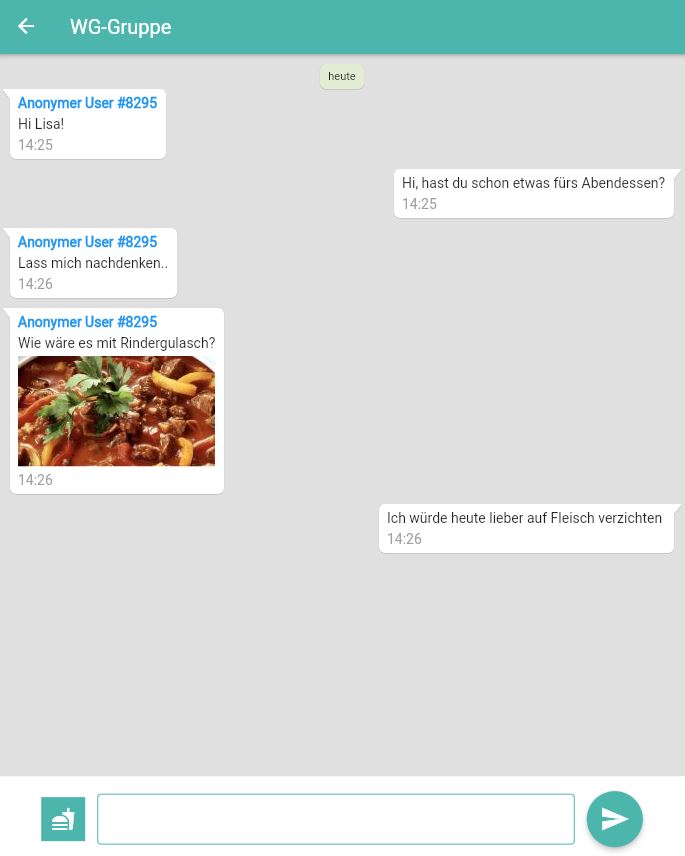 WG-Gruppe
heute
Anonymer User #8295
Hi Lisa!
14:25
Hi, hast du schon etwas fürs Abendessen?
14:25
Anonymer User #8295
Lass mich nachdenken..
14:26
Anonymer User #8295
Wie wäre es mit Rindergulasch?
14:26
Ich würde heute lieber auf Fleisch verzichten
14:26